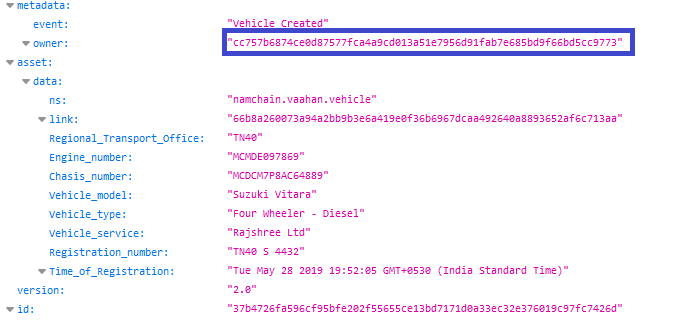 metadata:
event: "Vehicle Created"
owner: "cc757b6874ce0d87577fca4a9cd013a51e7956d91fab7e685bd9f66bd5cc9773"
asset:
data:
ns: "namchain.vaahan.vehicle"
link: "66b8a260073a94a2bb9b3e6a419e0f36b6967dcaa492640a8893652af6c713aa"
Regional_Transport_Office: "TN40"
Engine_number: "MCMDE097869"
Chasis_number: "MCDCM7P8AC64889"
Vehicle_model: "Suzuki Vitara"
Vehicle_type: "Four Wheeler - Diesel"
Vehicle_service: "Rajshree Ltd"
Registration_number: "TN40 S 4432"
Time_of_Registration: "Tue May 28 2019 19:52:05 GMT+0530 (India Standard Time)"
version: "2.0"
id: "37b4726fa596cf95bfe202f55655ce13bd7171d0a33ec32e376019c97fc7426d"